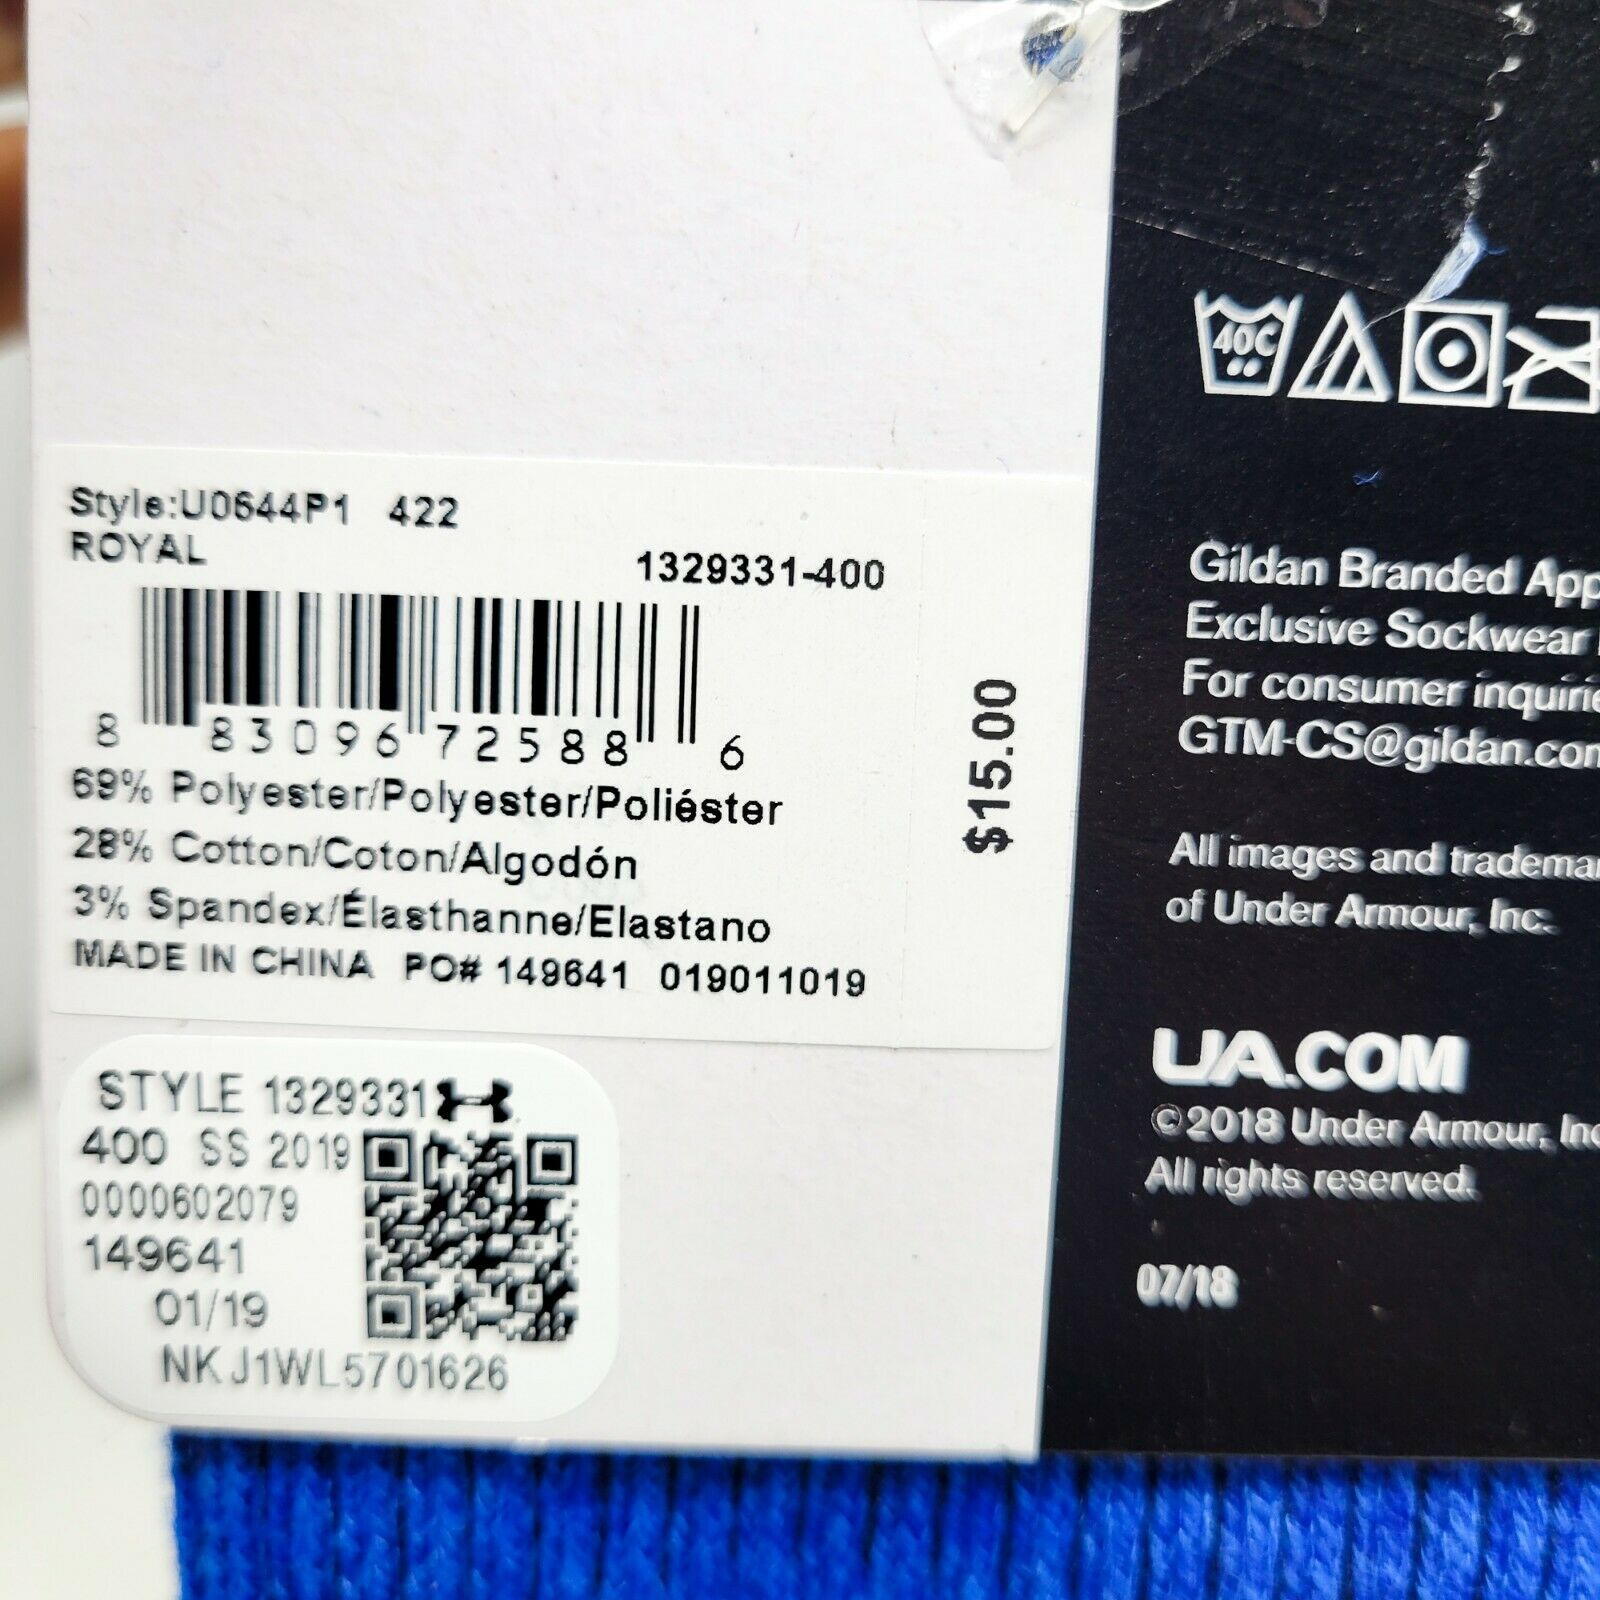 Style:U0644P1 422
ROYAL
1329331-400
8 83096 72588 6
$15.00
69% Polyester/Polyester/Poliéster
28% Cotton/Coton/Algodón
3% Spandex/Élasthanne/Elastano
MADE IN CHINA PO# 149641 019011019
STYLE 1329331
400 SS 2019
0000602079
149641
01/19
NKJ1WL5701626
40C
Gildan Branded
Exclusive Sockwear
For consumer
GTM-CS@gildan.com
All images and
of Under Armour, Inc.
UA.COM
©2018 Under Armour, Inc
All rights reserved.
07/18